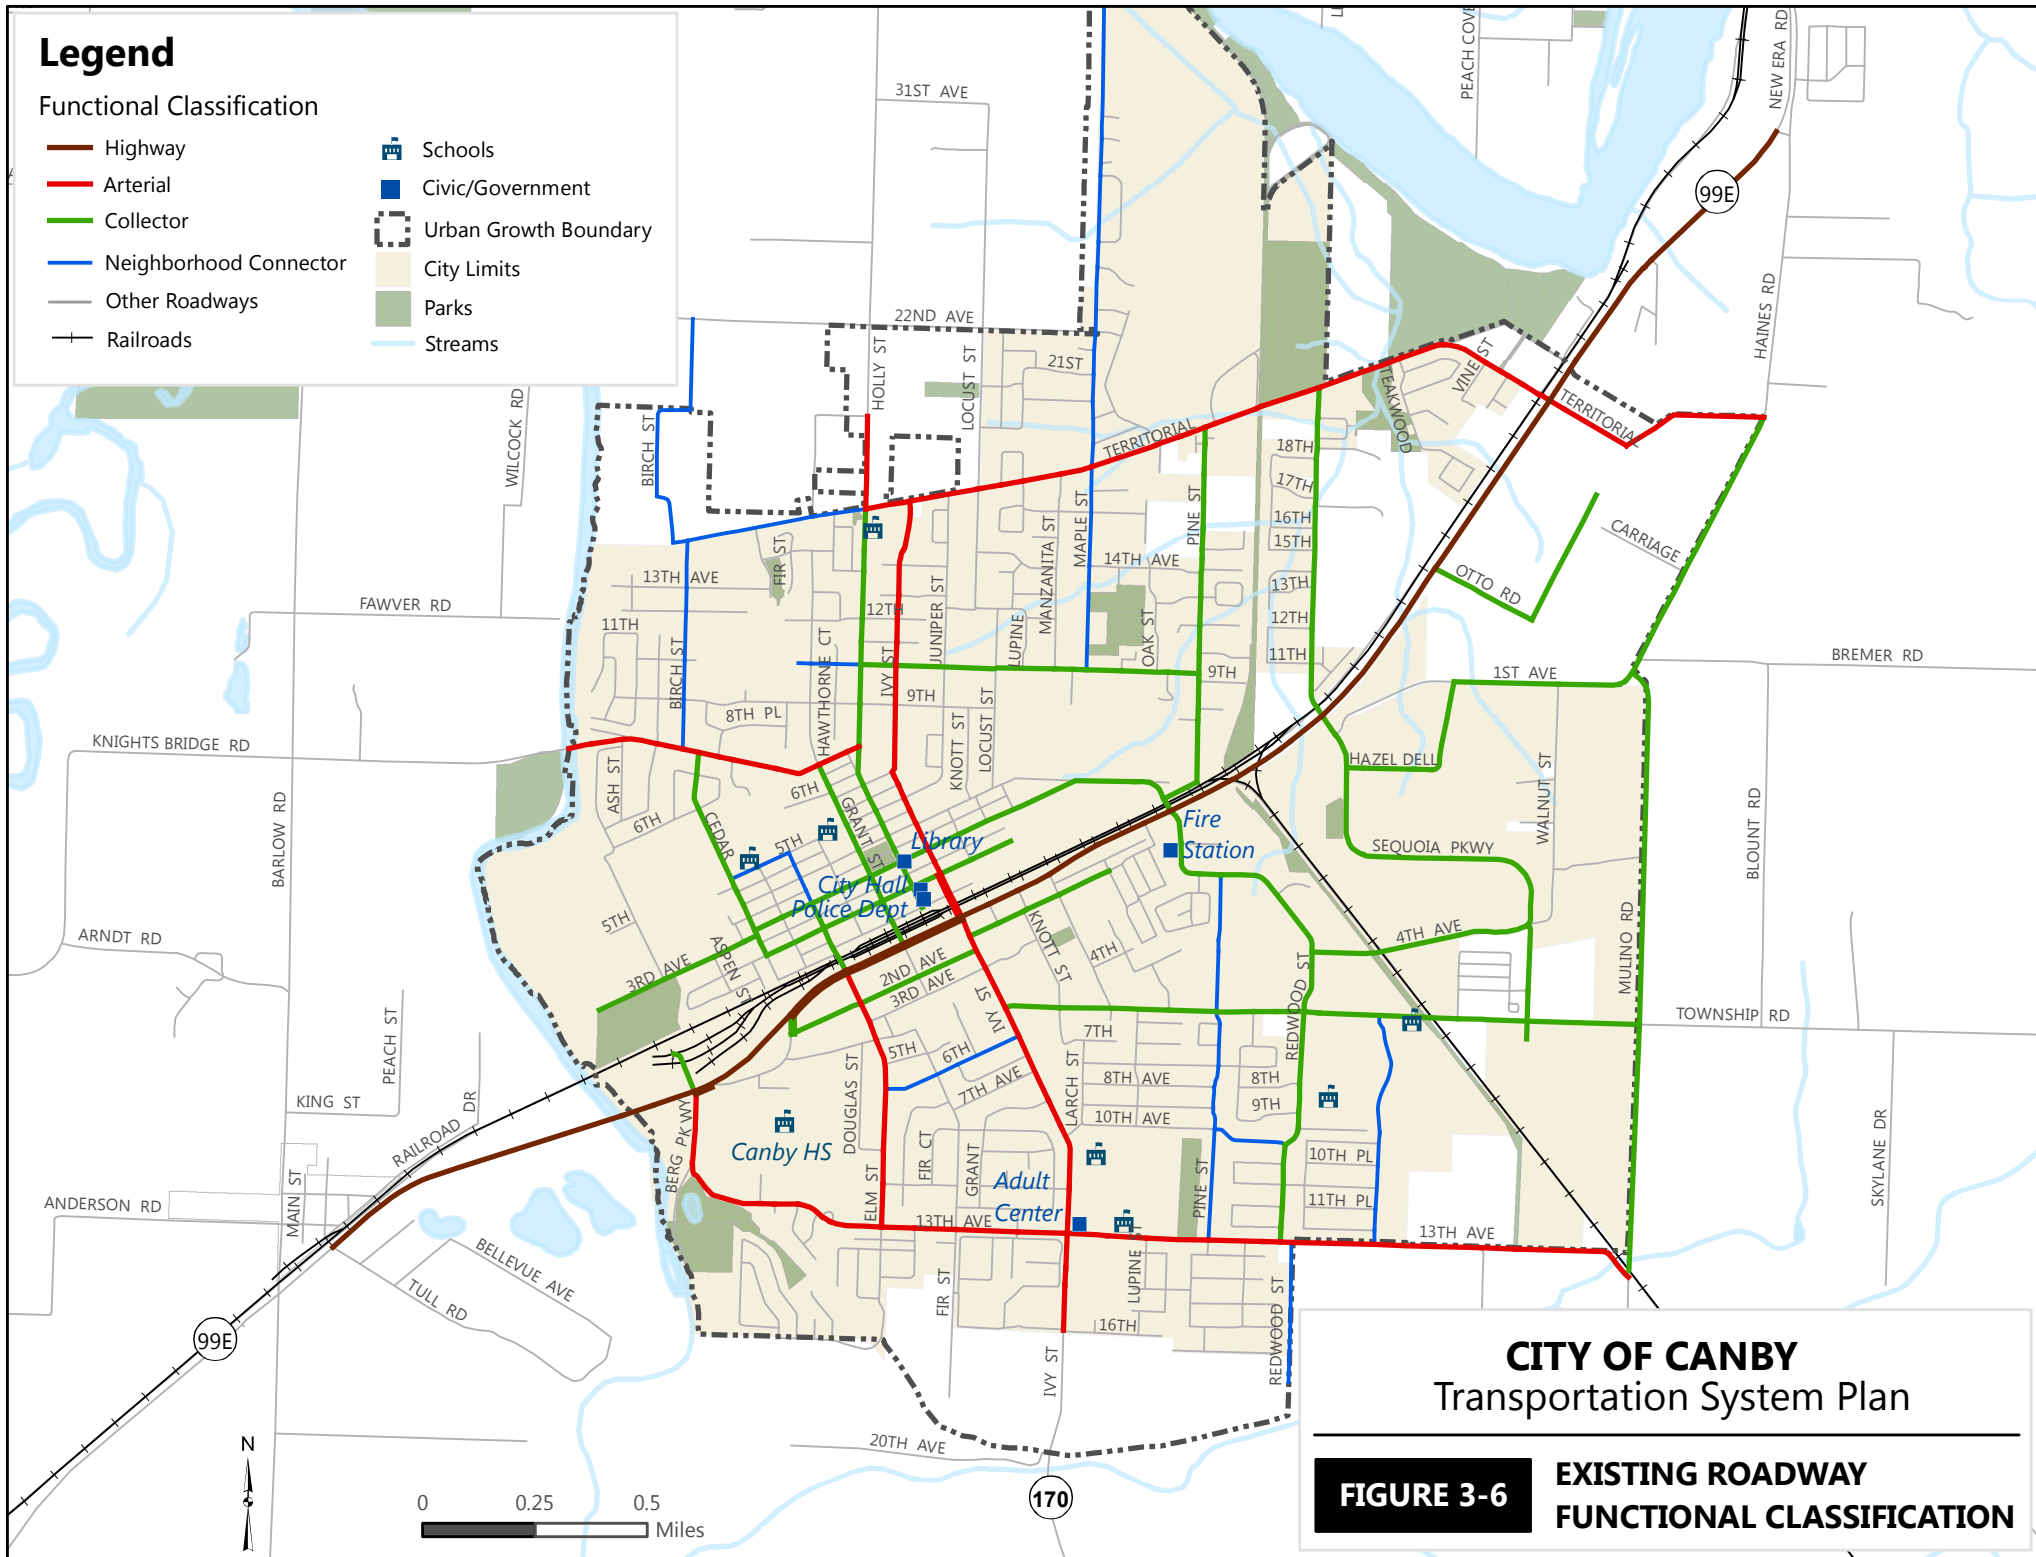 Legend
Functional Classification
Highway
Arterial
Collector
Neighborhood Connector
Other Roadways
Railroads
Schools
Civic/Government
Urban Growth Boundary
City Limits
Parks
Streams
31ST AVE
PEACH COVE
NEW ERA RD
99E
HAINES RD
22ND AVE
HOLLY ST
LOCUST ST
21ST
TERRITORIAL
TEAKWOOD
VINE ST
TERRITORIAL
WILCOCK RD
BIRCH ST
18TH
17TH
16TH
15TH
13TH
12TH
11TH
PINE ST
MAPLE ST
MANZANITA ST
14TH AVE
OAK ST
LUPINE
JUNIPER ST
12TH
IVY ST
FIR ST
13TH AVE
11TH
BIRCH ST
HAWTHORNE CT
8TH PL
9TH
9TH
KNOTT ST
LOCUST ST
OTTO RD
CARRIAGE
BREMER RD
1ST AVE
HAZEL DELL
WALNUT ST
SEQUOIA PKWY
BLOUNT RD
MULINO RD
4TH AVE
TOWNSHIP RD
SKYLANE DR
FAWVER RD
KNIGHTS BRIDGE RD
BARLOW RD
ARNDT RD
PEACH ST
KING ST
RAILROAD DR
ANDERSON RD
MAIN ST
BELLEVUE AVE
TULL RD
99E
ASH ST
6TH
6TH
CEDAR
5TH
GRANT ST
5TH
3RD AVE
ASPEN ST
Library
City Hall
Police Dept
Fire
Station
2ND AVE
3RD AVE
KNOTT ST
4TH
IVY ST
5TH
6TH
7TH AVE
7TH
LARCH ST
8TH AVE
10TH AVE
REDWOOD ST
8TH
9TH
10TH PL
11TH PL
PINE ST
13TH AVE
DOUGLAS ST
ELM ST
FIR CT
GRANT
BERG PKWY
Canby HS
Adult
Center
13TH AVE
LUPINE ST
FIR ST
16TH
REDWOOD ST
IVY ST
20TH AVE
170
N
0 0.25 0.5
Miles
CITY OF CANBY
Transportation System Plan
FIGURE 3-6
EXISTING ROADWAY
FUNCTIONAL CLASSIFICATION